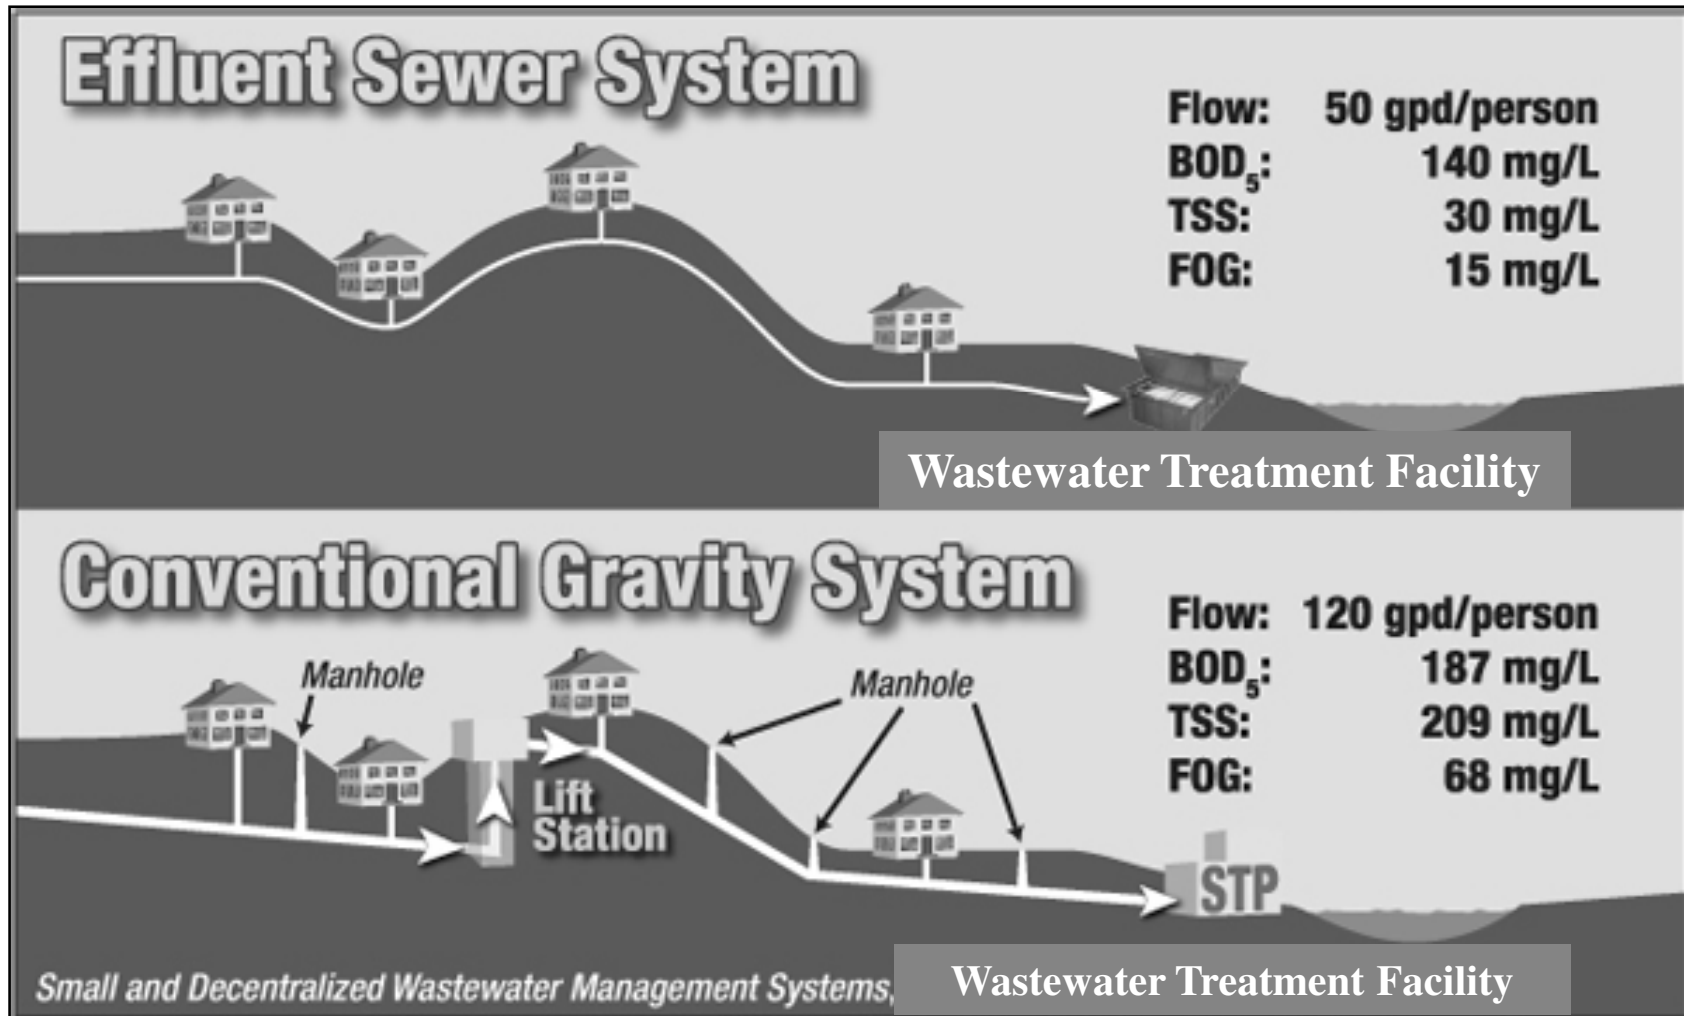 Effluent Sewer System
Flow: 50 gpd/person
BOD5: 140 mg/L
TSS: 30 mg/L
FOG: 15 mg/L
Wastewater Treatment Facility
Conventional Gravity System
Flow: 120 gpd/person
BOD5: 187 mg/L
TSS: 209 mg/L
FOG: 68 mg/L
Manhole
Manhole
Lift
Station
STP
Small and Decentralized Wastewater Management Systems,
Wastewater Treatment Facility